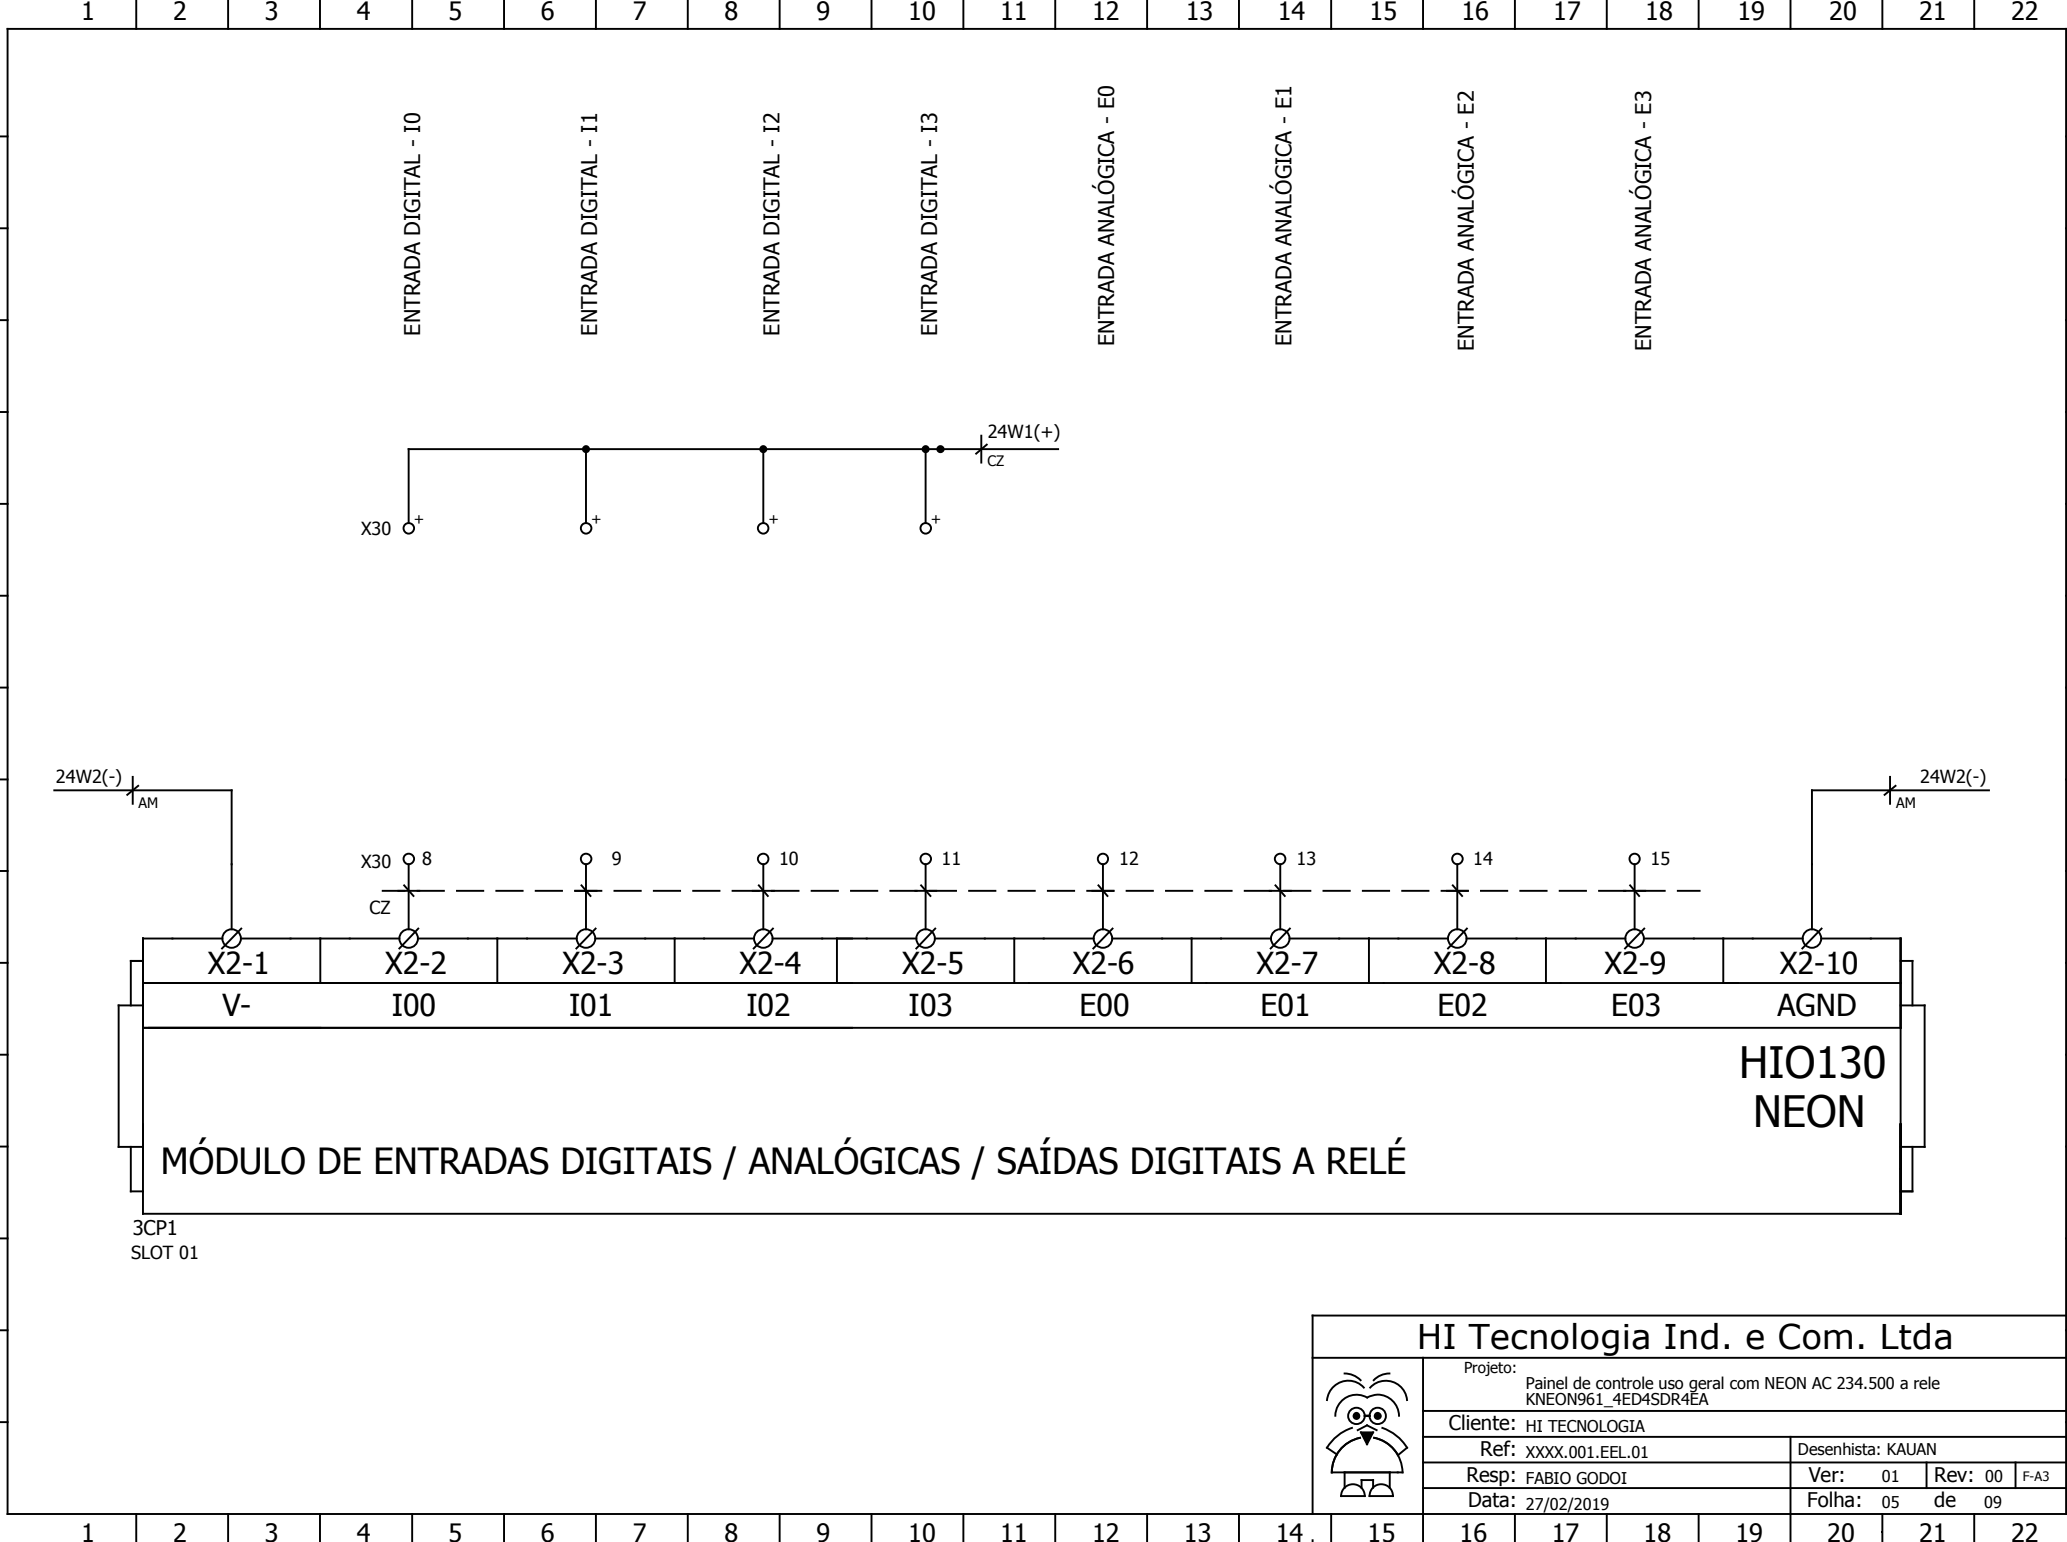 1 2 3 4 5 6 7 8 9 10 11 12 13 14 15 16 17 18 19 20 21 22
ENTRADA DIGITAL - I0
ENTRADA DIGITAL - I1
ENTRADA DIGITAL - I2
ENTRADA DIGITAL - I3
ENTRADA ANALÓGICA - E0
ENTRADA ANALÓGICA - E1
ENTRADA ANALÓGICA - E2
ENTRADA ANALÓGICA - E3
24W1(+)
CZ
X30 + + + +
24W2(-) 24W2(-)
AM AM
X30 8 9 10 11 12 13 14 15
CZ
X2-1 X2-2 X2-3 X2-4 X2-5 X2-6 X2-7 X2-8 X2-9 X2-10
V- I00 I01 I02 I03 E00 E01 E02 E03 AGND
HIO130
NEON
MÓDULO DE ENTRADAS DIGITAIS / ANALÓGICAS / SAÍDAS DIGITAIS A RELÉ
3CP1
SLOT 01
HI Tecnologia Ind. e Com. Ltda
Projeto:
Painel de controle uso geral com NEON AC 234.500 a rele
KNEON961_4ED4SDR4EA
Cliente: HI TECNOLOGIA
Ref: XXXX.001.EEL.01 Desenhista: KAUAN
Resp: FABIO GODOI Ver: 01 Rev: 00 F-A3
Data: 27/02/2019 Folha: 05 de 09
1 2 3 4 5 6 7 8 9 10 11 12 13 14 15 16 17 18 19 20 21 22